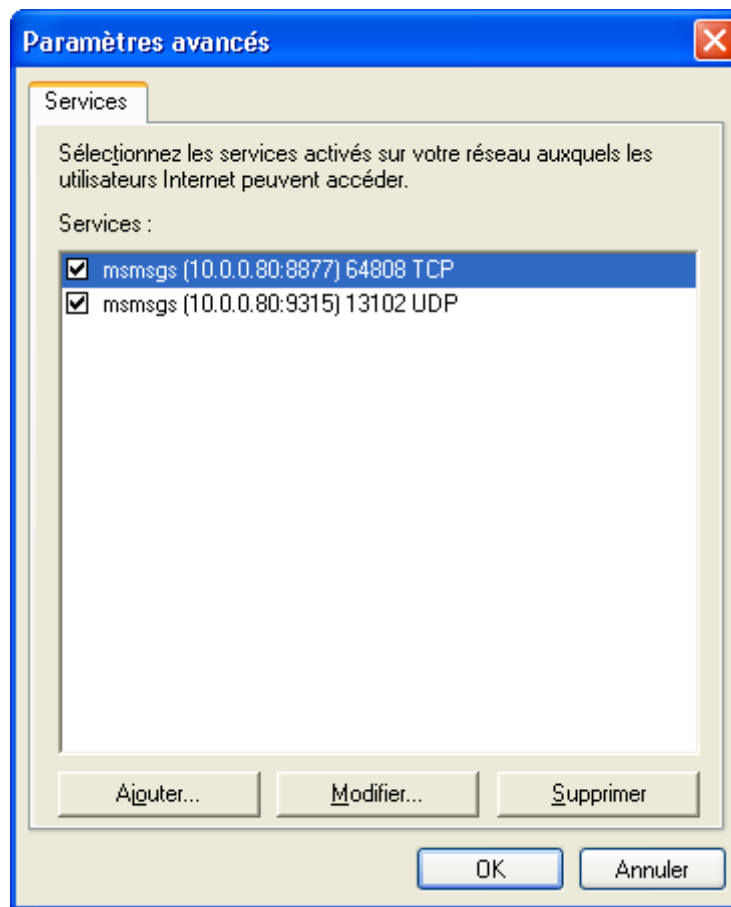 Paramètres avancés
Services
Sélectionnez les services activés sur votre réseau auxquels les
utilisateurs Internet peuvent accéder.
Services :
msmsgs (10.0.0.80:8877) 64808 TCP
msmsgs (10.0.0.80:9315) 13102 UDP
Ajouter... Modifier... Supprimer
OK Annuler